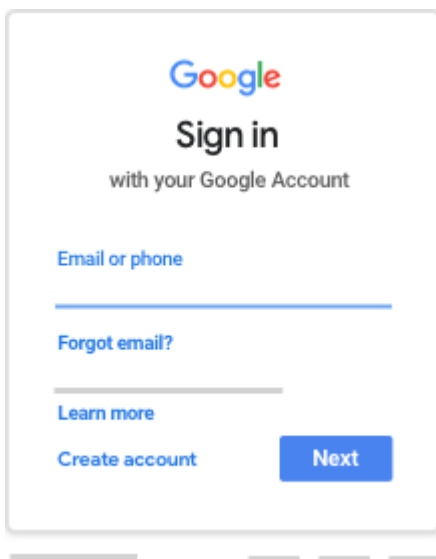 Google
Sign in
with your Google Account
Email or phone
Forgot email?
Learn more
Create account
Next